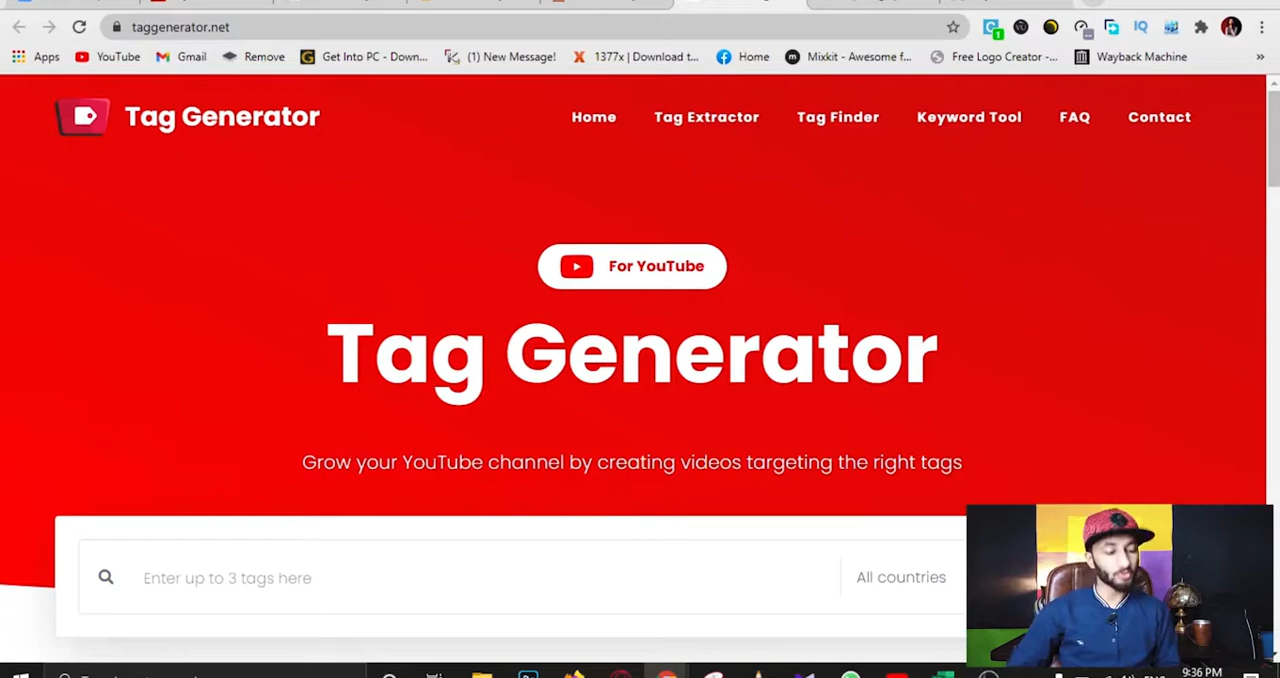 taggenerator.net
Apps YouTube Gmail Remove Get Into PC - Down... (1) New Message! 1377x | Download t... Home Mixkit - Awesome f... Free Logo Creator -... Wayback Machine »
Tag Generator Home Tag Extractor Tag Finder Keyword Tool FAQ Contact
For YouTube
Tag Generator
Grow your YouTube channel by creating videos targeting the right tags
Enter up to 3 tags here All countries
9:36 PM